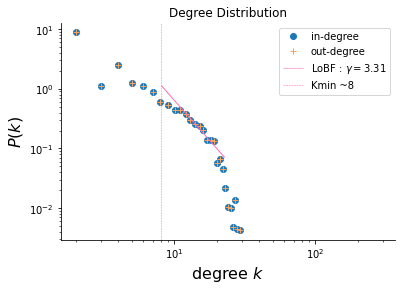 Degree Distribution
in-degree
out-degree
LoBF : γ = 3.31
Kmin ~8
P(k)
10¹
10⁰
10⁻¹
10⁻²
10¹
10²
degree k